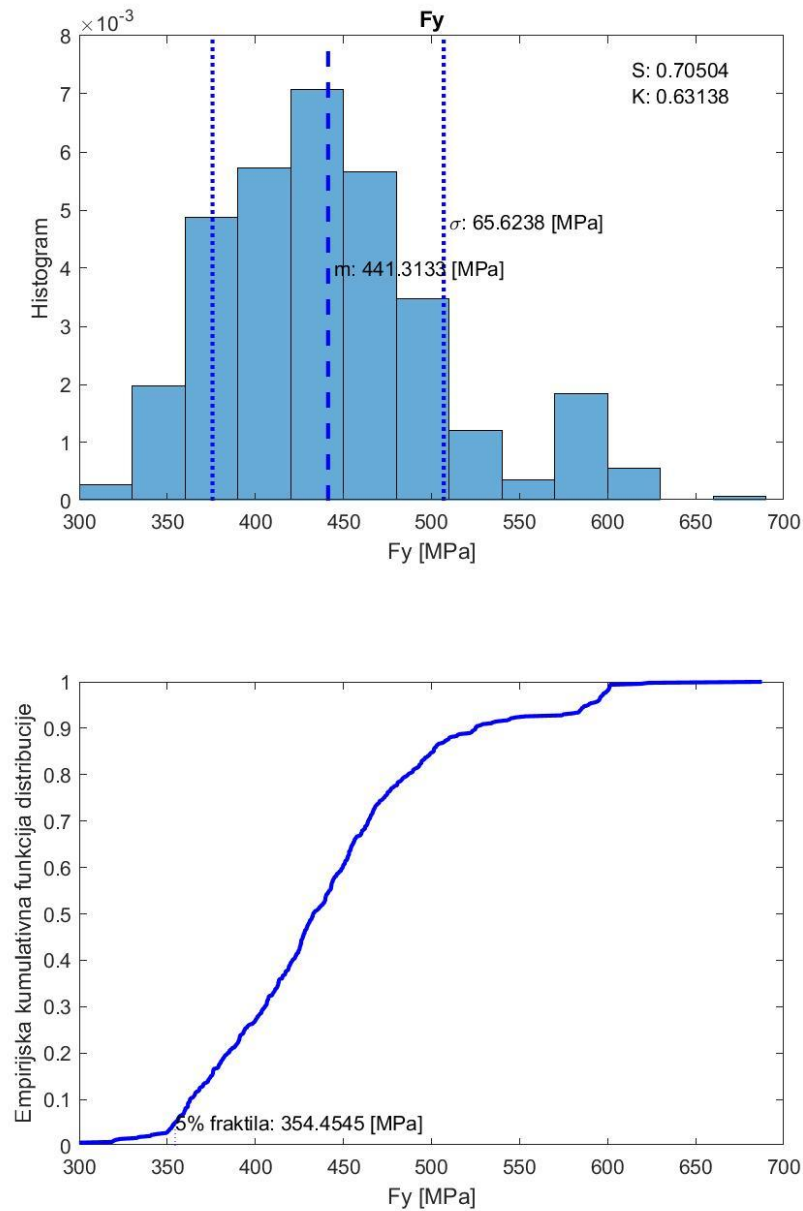 ×10-3
Fy
8
7
6
5
4
3
2
1
0
Histogram
S: 0.70504
K: 0.63138
σ: 65.6238 [MPa]
m: 441.3133 [MPa]
300 350 400 450 500 550 600 650 700
Fy [MPa]
1
0.9
0.8
0.7
0.6
0.5
0.4
0.3
0.2
0.1
0
Empirijska kumulativna funkcija distribucije
5% fraktila: 354.4545 [MPa]
300 350 400 450 500 550 600 650 700
Fy [MPa]